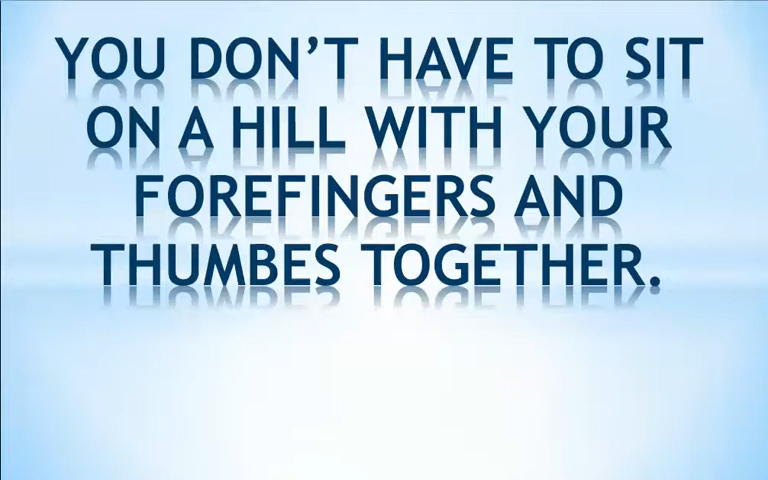 YOU DON’T HAVE TO SIT
ON A HILL WITH YOUR
FOREFINGERS AND
THUMBES TOGETHER.